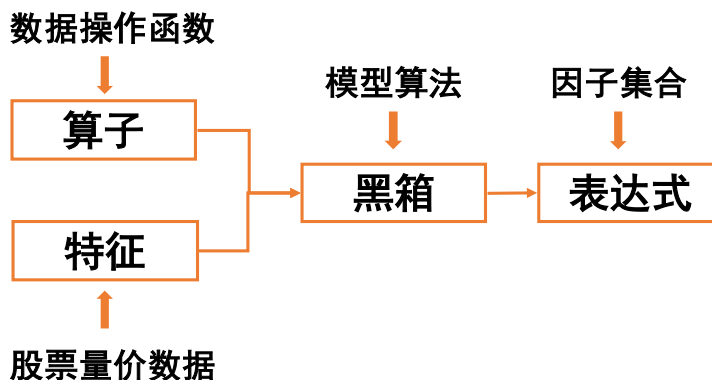 数据操作函数
算子
特征
股票量价数据
模型算法
黑箱
因子集合
表达式